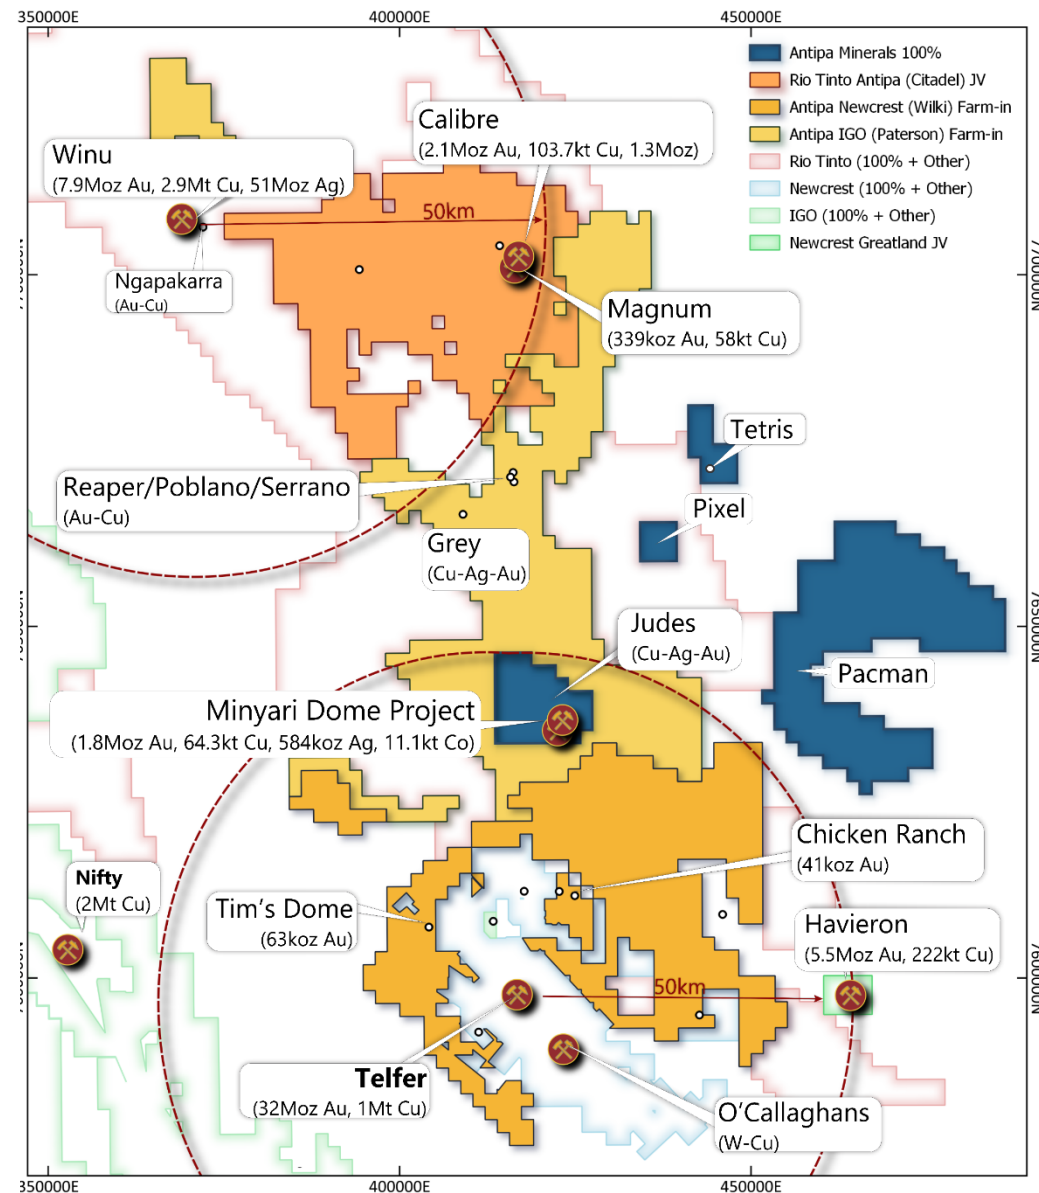 350000E
400000E
450000E
Antipa Minerals 100%
Rio Tinto Antipa (Citadel) JV
Antipa Newcrest (Wilki) Farm-in
Antipa IGO (Paterson) Farm-in
Rio Tinto (100% + Other)
Newcrest (100% + Other)
IGO (100% + Other)
Newcrest Greatland JV
Calibre
(2.1Moz Au, 103.7kt Cu, 1.3Moz)
Winu
(7.9Moz Au, 2.9Mt Cu, 51Moz Ag)
50km
Ngapakarra
(Au-Cu)
Magnum
(339koz Au, 58kt Cu)
Tetris
Reaper/Poblano/Serrano
(Au-Cu)
Pixel
Grey
(Cu-Ag-Au)
Judes
(Cu-Ag-Au)
Pacman
Minyari Dome Project
(1.8Moz Au, 64.3kt Cu, 584koz Ag, 11.1kt Co)
Chicken Ranch
(41koz Au)
Nifty
(2Mt Cu)
Tim's Dome
(63koz Au)
Havieron
(5.5Moz Au, 222kt Cu)
50km
Telfer
(32Moz Au, 1Mt Cu)
O'Callaghans
(W-Cu)
350000E
400000E
450000E